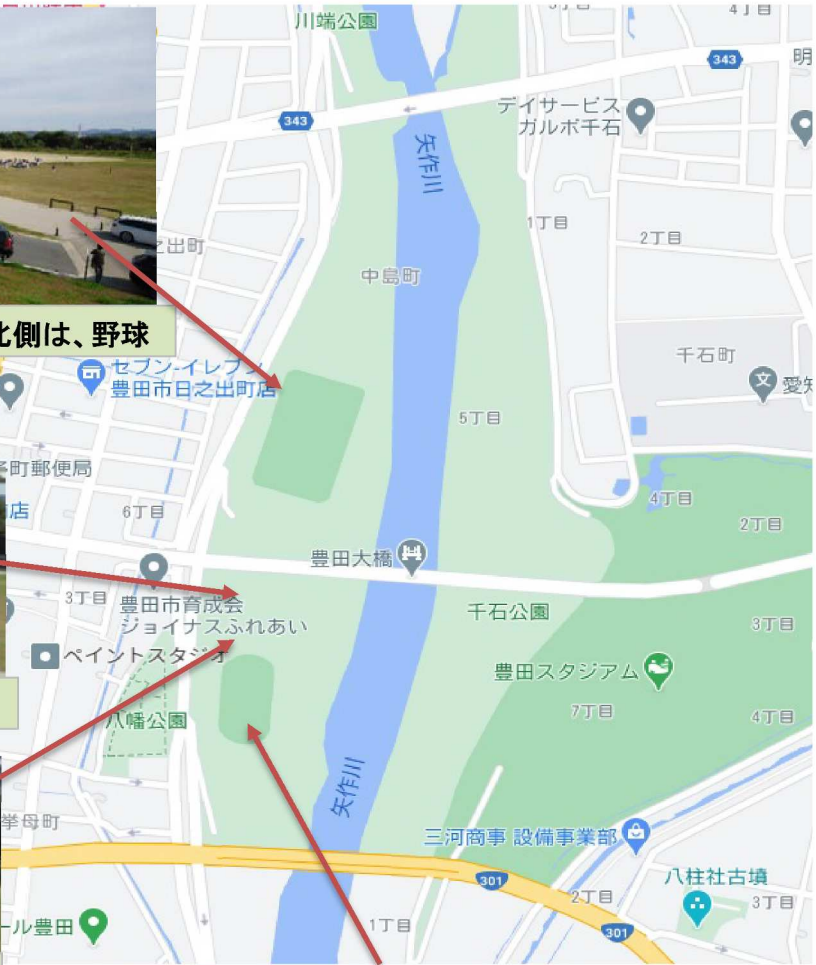 川端公園
4丁目
343
明
デイサービス
ガルボ千石
343
矢作川
1丁目
2丁目
之出町
中島町
北側は、野球
千石町
セブン-イレブン
豊田市日之出町店
愛知
5丁目
町郵便局
店
6丁目
4丁目
2丁目
豊田大橋
3丁目
豊田市育成会
ジョイナスふれあい
千石公園
3丁目
ペイントスタジオ
豊田スタジアム
八幡公園
7丁目
4丁目
矢作川
挙母町
三河商事 設備事業部
301
八柱社古墳
2丁目
3丁目
ール豊田
1丁目
301